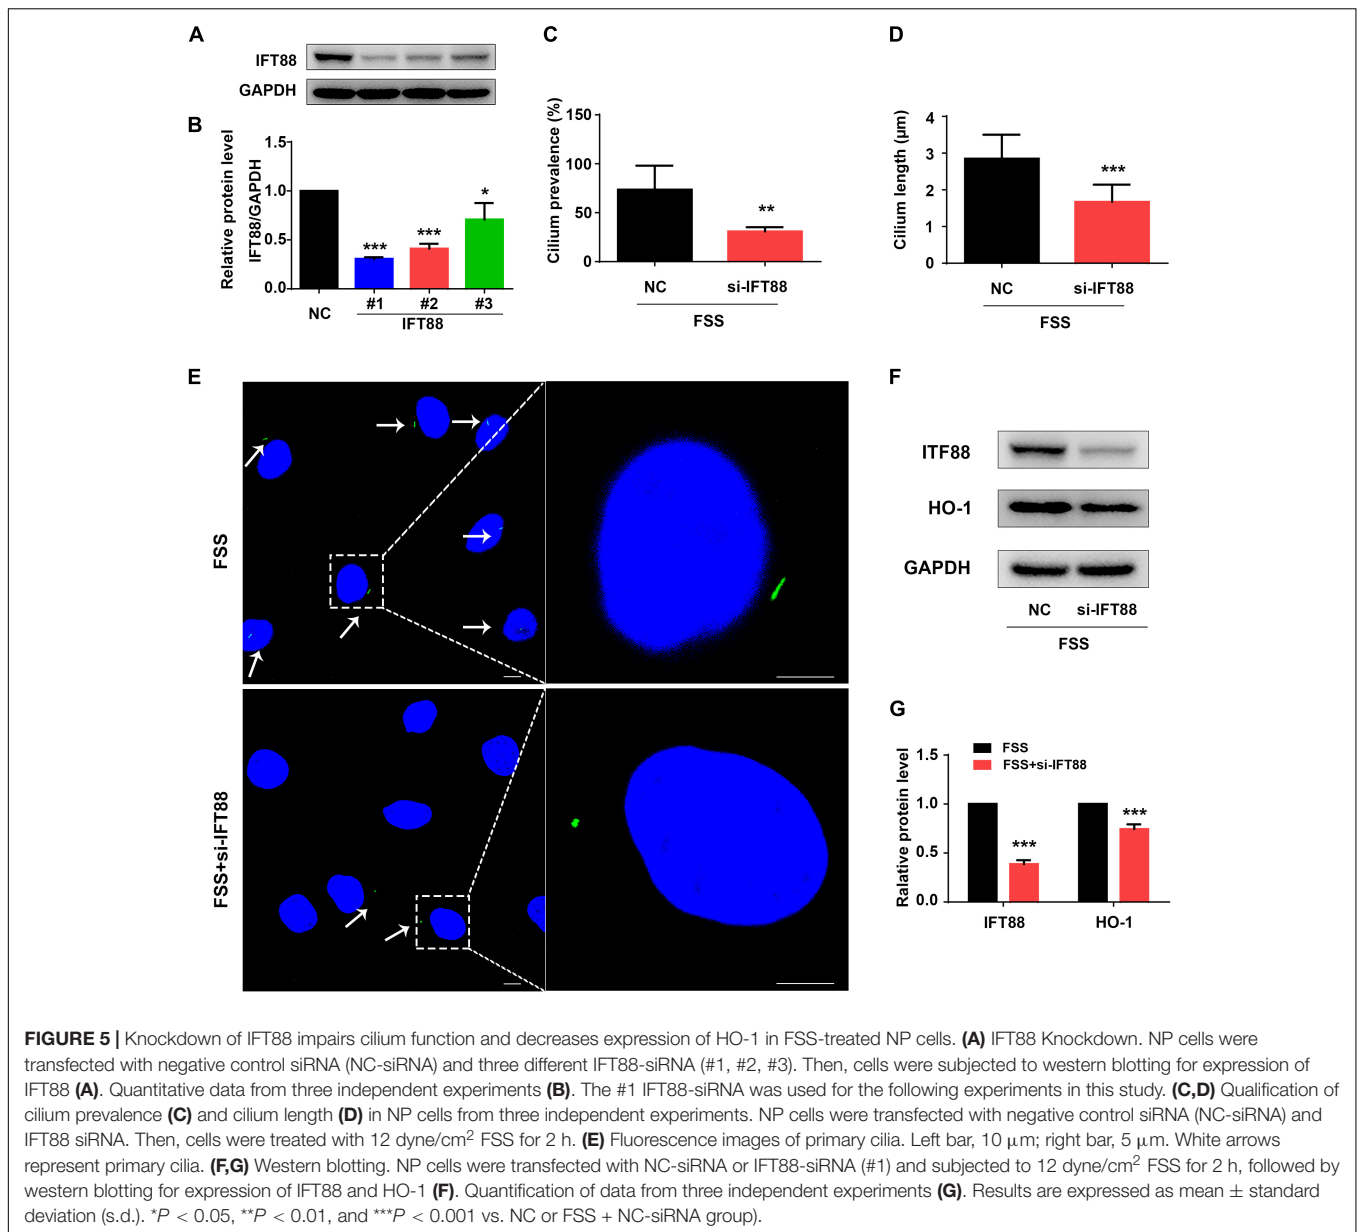 A
IFT88
GAPDH
B
Relative protein level
IFT88/GAPDH
1.5
1.0
0.5
0.0
***
***
*
NC
#1
#2
#3
IFT88
C
Cilium prevalence (%)
150
100
50
0
**
NC
si-IFT88
FSS
D
Cilium length (μm)
4
3
2
1
0
***
NC
si-IFT88
FSS
E
FSS
FSS+si-IFT88
F
ITF88
HO-1
GAPDH
NC
si-IFT88
FSS
G
Ralative protein level
1.5
1.0
0.5
0.0
FSS
FSS+si-IFT88
***
***
IFT88
HO-1
FIGURE 5 | Knockdown of IFT88 impairs cilium function and decreases expression of HO-1 in FSS-treated NP cells. (A) IFT88 Knockdown. NP cells were
transfected with negative control siRNA (NC-siRNA) and three different IFT88-siRNA (#1, #2, #3). Then, cells were subjected to western blotting for expression of
IFT88 (A). Quantitative data from three independent experiments (B). The #1 IFT88-siRNA was used for the following experiments in this study. (C,D) Qualification of
cilium prevalence (C) and cilium length (D) in NP cells from three independent experiments. NP cells were transfected with negative control siRNA (NC-siRNA) and
IFT88 siRNA. Then, cells were treated with 12 dyne/cm² FSS for 2 h. (E) Fluorescence images of primary cilia. Left bar, 10 μm; right bar, 5 μm. White arrows
represent primary cilia. (F,G) Western blotting. NP cells were transfected with NC-siRNA or IFT88-siRNA (#1) and subjected to 12 dyne/cm² FSS for 2 h, followed by
western blotting for expression of IFT88 and HO-1 (F). Quantification of data from three independent experiments (G). Results are expressed as mean ± standard
deviation (s.d.). *P < 0.05, **P < 0.01, and ***P < 0.001 vs. NC or FSS + NC-siRNA group).